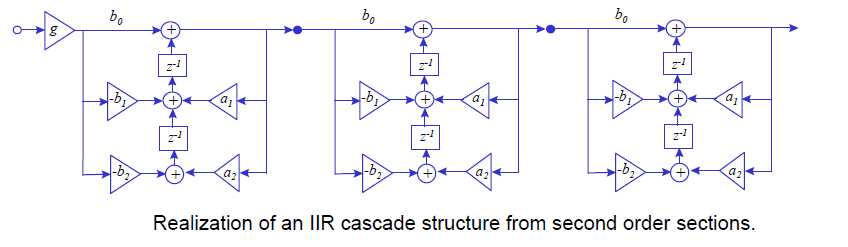 b₀ b₀ b₀
g + + +
z⁻¹ z⁻¹ z⁻¹
-b₁ + a₁ -b₁ + a₁ -b₁ + a₁
z⁻¹ z⁻¹ z⁻¹
-b₂ + a₂ -b₂ + a₂ -b₂ + a₂
Realization of an IIR cascade structure from second order sections.